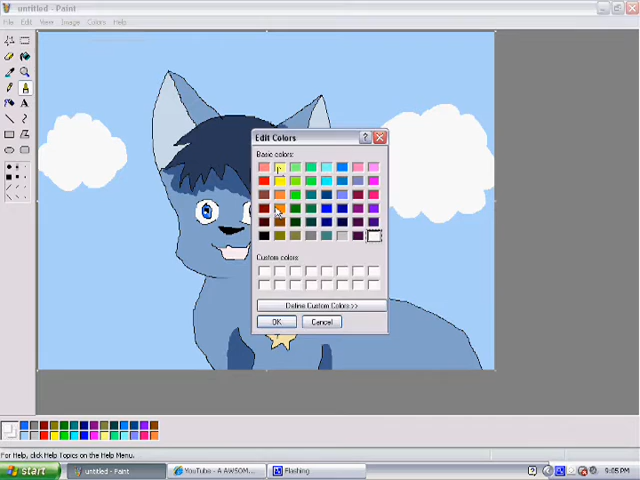 untitled - Paint
File Edit View Image Colors Help
A
Edit Colors
?
Basic colors:
Custom colors:
Define Custom Colors >>
OK Cancel
For Help, click Help Topics on the Help Menu.
start untitled - Paint YouTube - A AWSOM... Flashing ? 9:05 PM